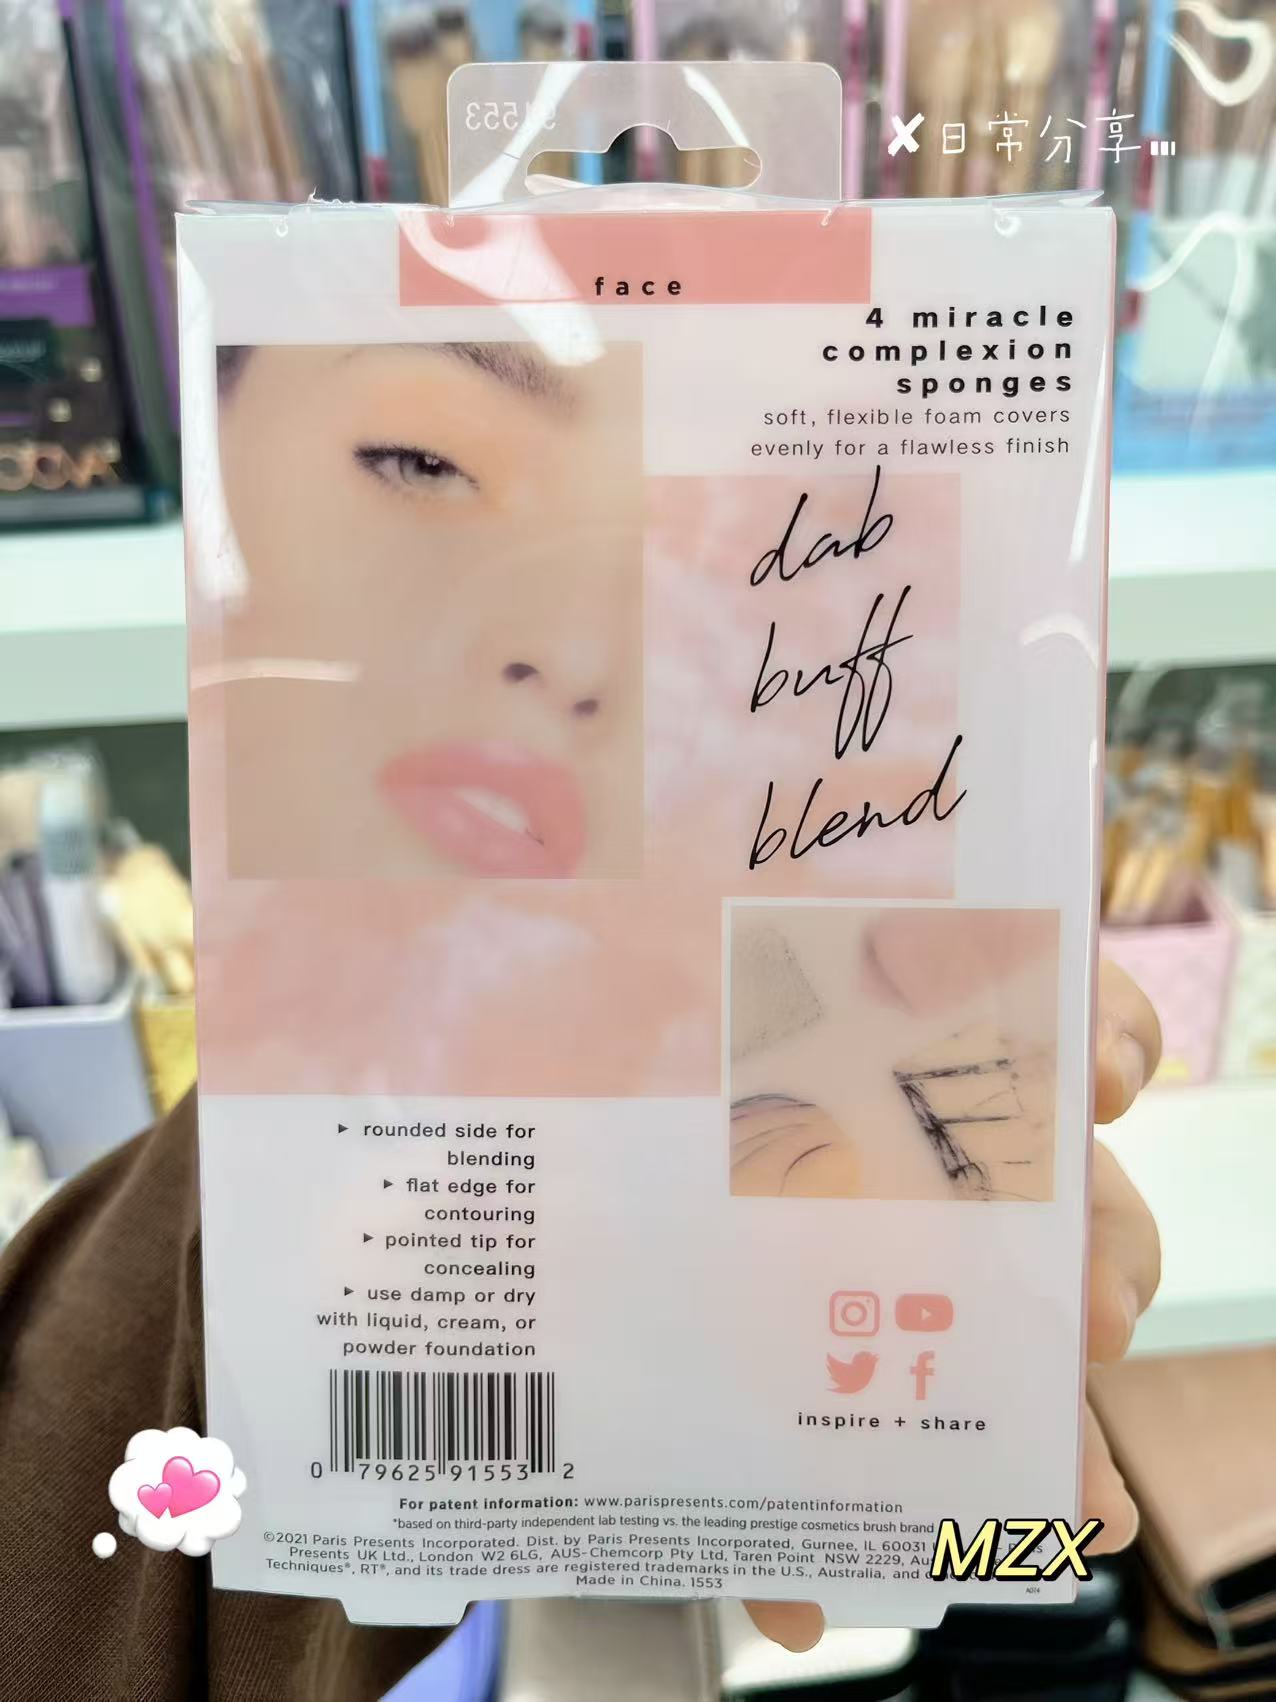 91553
日常分享...
face
4 miracle
complexion
sponges
soft, flexible foam covers
evenly for a flawless finish
dab
buff
blend
▸ rounded side for
blending
▸ flat edge for
contouring
▸ pointed tip for
concealing
▸ use damp or dry
with liquid, cream, or
powder foundation
0 79625 91553 2
inspire + share
For patent information: www.parispresents.com/patentinformation
*based on third-party independent lab testing vs. the leading prestige cosmetics brush brand
©2021 Paris Presents Incorporated. Dist. by Paris Presents Incorporated, Gurnee, IL 60031
Presents UK Ltd., London W2 6LG, AUS-Chemcorp Pty Ltd, Taren Point NSW 2229,
Techniques®, RT®, and its trade dress are registered trademarks in the U.S., Australia, and
Made in China. 1553
MZX